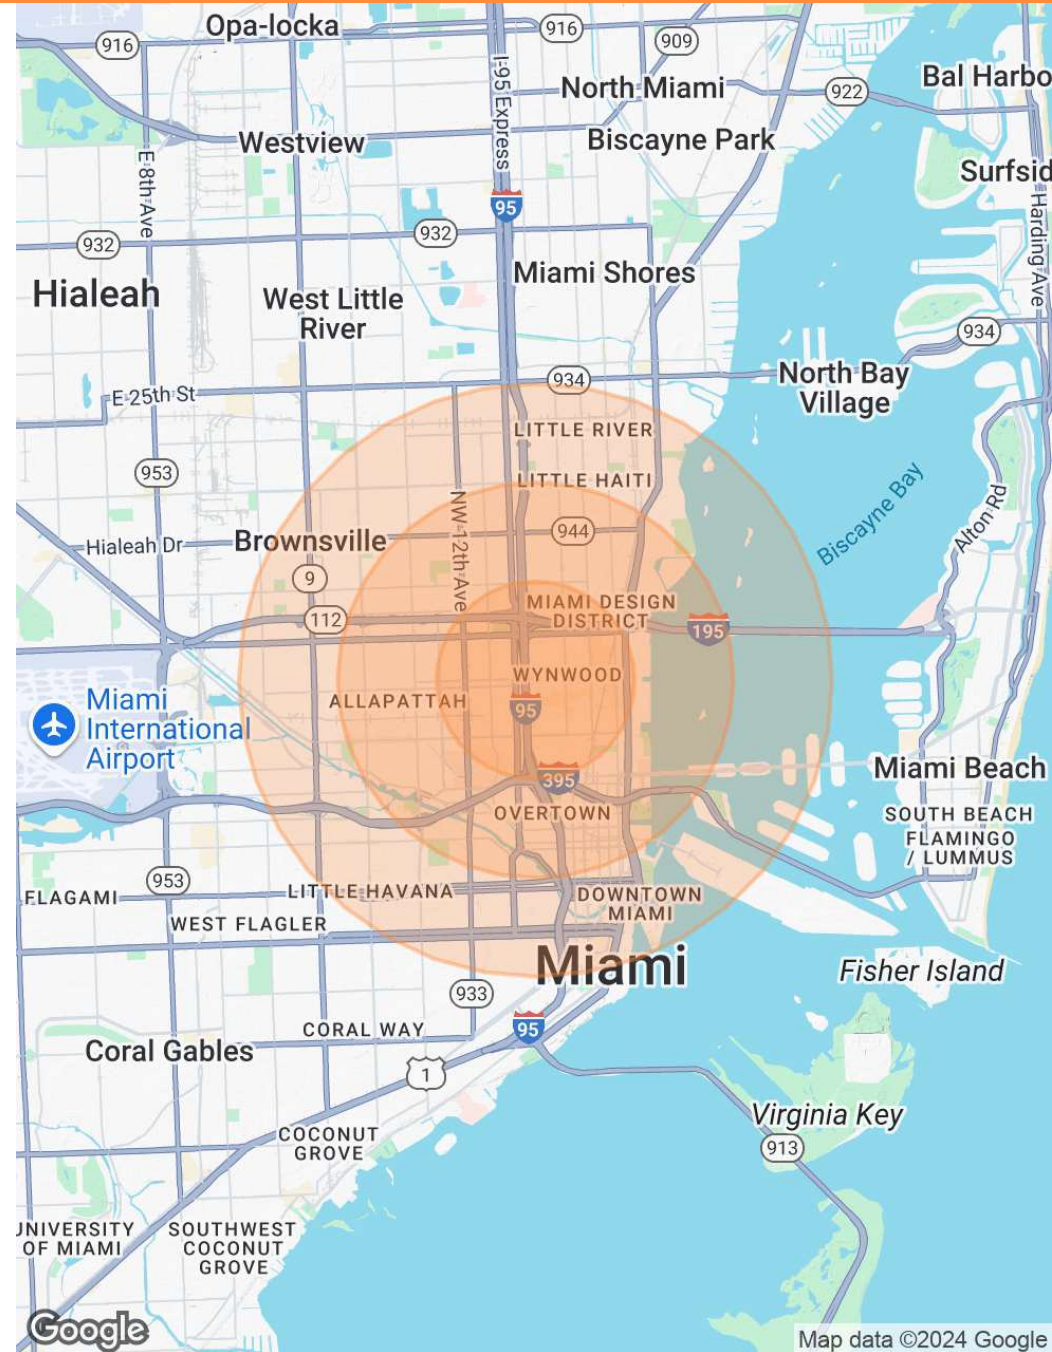 Opa-locka
916
916
909
I-95 Express
North Miami
922
Bal Harbo
Westview
Biscayne Park
E 8th Ave
Surfsid
95
Harding Ave
932
932
Hialeah
Miami Shores
West Little
River
934
North Bay
Village
934
E 25th St
LITTLE RIVER
953
LITTLE HAITI
NW 12th Ave
Biscayne Bay
Alton Rd
Hialeah Dr
Brownsville
944
9
112
MIAMI DESIGN
DISTRICT
195
WYNWOOD
ALLAPATTAH
95
Miami
International
Airport
395
Miami Beach
OVERTOWN
SOUTH BEACH
FLAMINGO
/ LUMMUS
953
FLAGAMI
LITTLE HAVANA
DOWNTOWN
MIAMI
WEST FLAGLER
Miami
Fisher Island
933
95
CORAL WAY
Coral Gables
1
Virginia Key
COCONUT
GROVE
913
UNIVERSITY
OF MIAMI
SOUTHWEST
COCONUT
GROVE
Google
Map data ©2024 Google